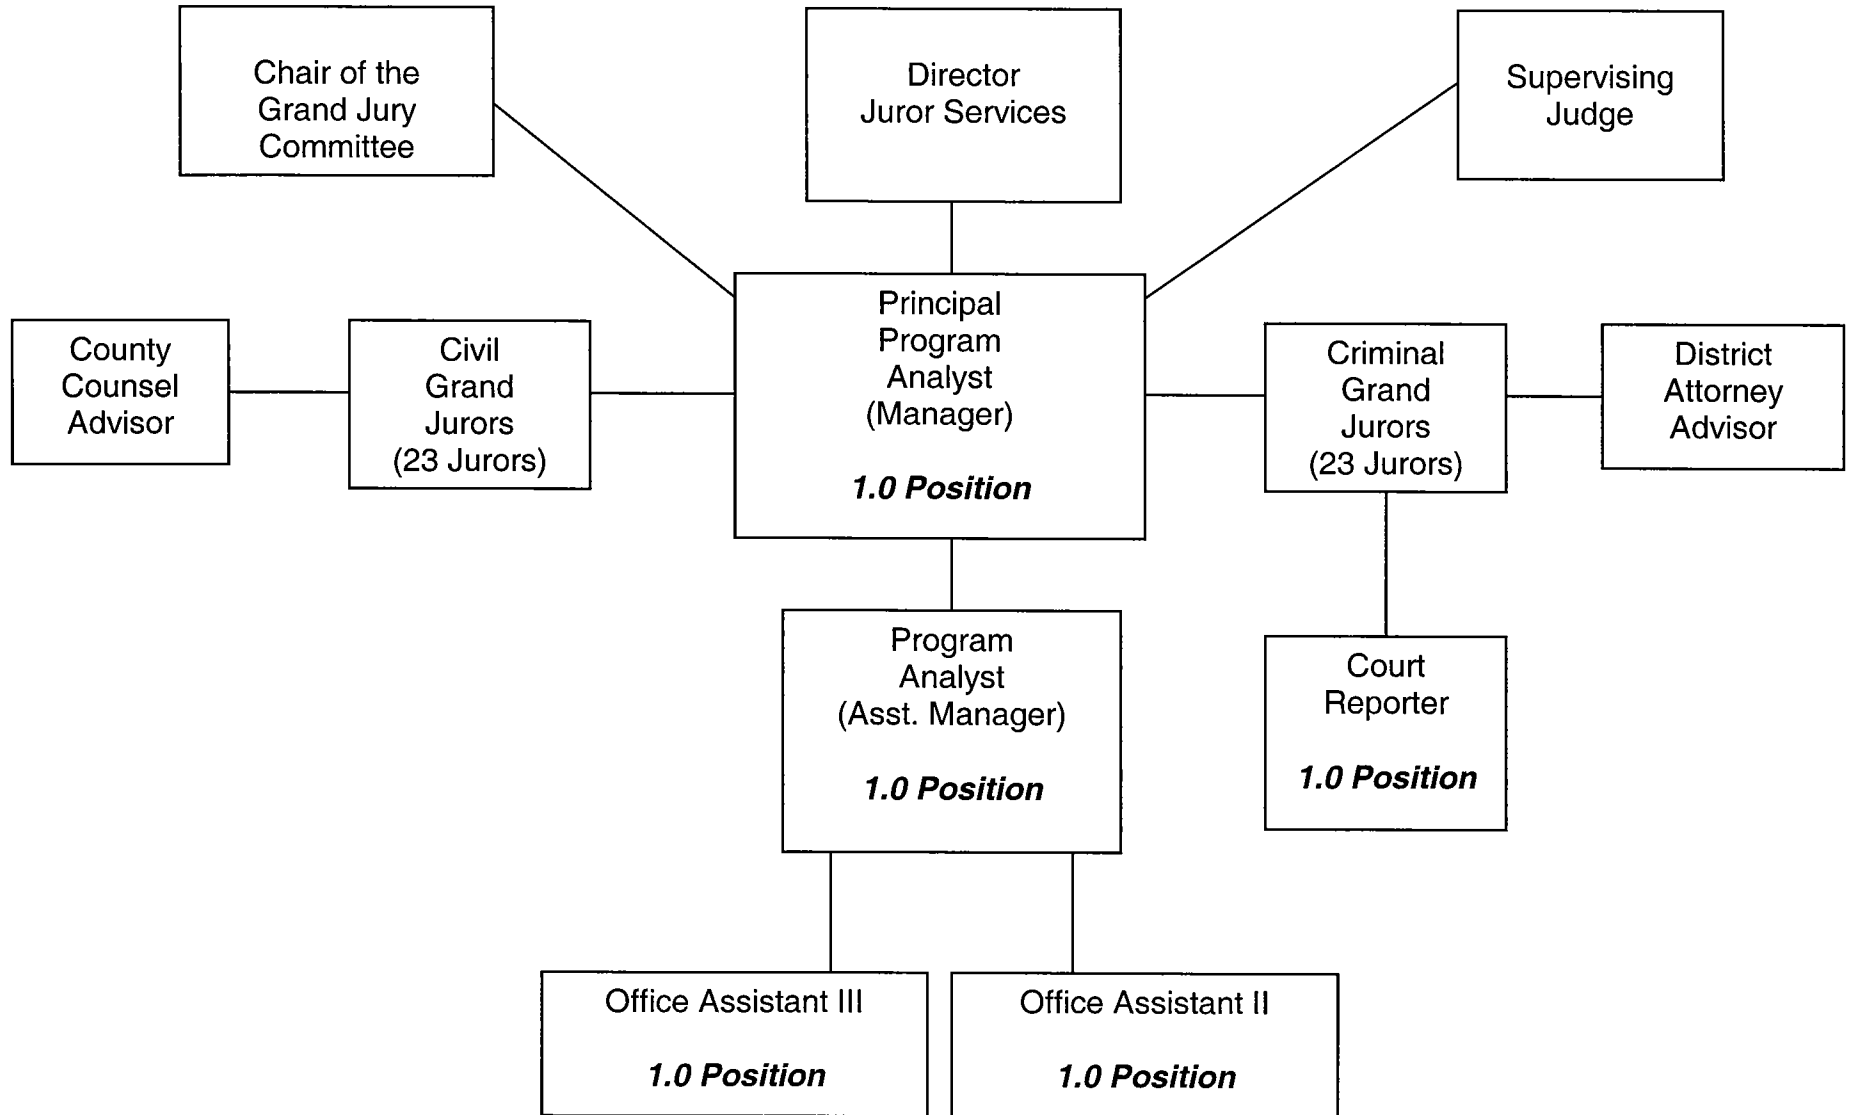 Chair of the
Grand Jury
Committee
Director
Juror Services
Supervising
Judge
County
Counsel
Advisor
Civil
Grand
Jurors
(23 Jurors)
Principal
Program
Analyst
(Manager)
1.0 Position
Criminal
Grand
Jurors
(23 Jurors)
District
Attorney
Advisor
Program
Analyst
(Asst. Manager)
1.0 Position
Court
Reporter
1.0 Position
Office Assistant III
1.0 Position
Office Assistant II
1.0 Position